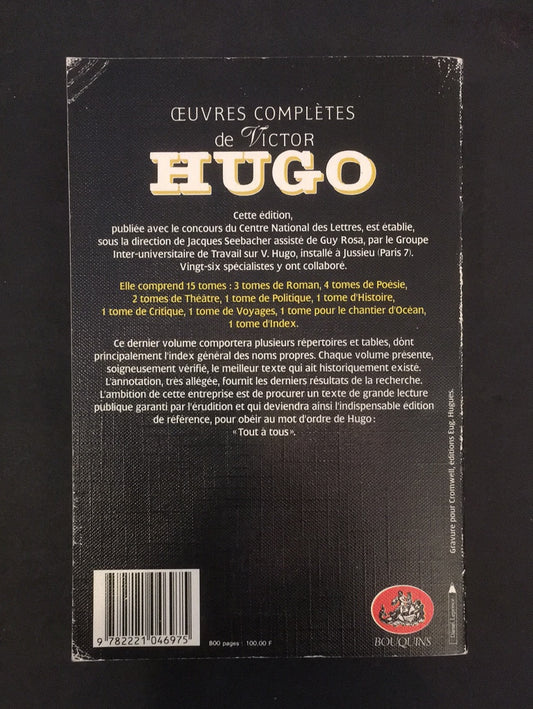 ŒUVRES COMPLÈTES
de VICTOR
HUGO
Cette édition,
publiée avec le concours du Centre National des Lettres, est établie,
sous la direction de Jacques Seebacher assisté de Guy Rosa, par le Groupe
Inter-universitaire de Travail sur V. Hugo, installé à Jussieu (Paris 7).
Vingt-six spécialistes y ont collaboré.
Elle comprend 15 tomes : 3 tomes de Roman, 4 tomes de Poésie,
2 tomes de Théâtre, 1 tome de Politique, 1 tome d'Histoire,
1 tome de Critique, 1 tome de Voyages, 1 tome pour le chantier d'Océan,
1 tome d'Index.
Ce dernier volume comportera plusieurs répertoires et tables, dont
principalement l'index général des noms propres. Chaque volume présente,
soigneusement vérifié, le meilleur texte qui ait historiquement existé.
L'annotation, très allégée, fournit les derniers résultats de la recherche.
L'ambition de cette entreprise est de procurer un texte de grande lecture
publique garanti par l'érudition et qui deviendra ainsi l'indispensable édition
de référence, pour obéir au mot d'ordre de Hugo :
« Tout à tous ».
Gravure pour Cromwell, éditions Eug. Hugues.
9 782221 046975
800 pages 100,00 F
BOUQUINS